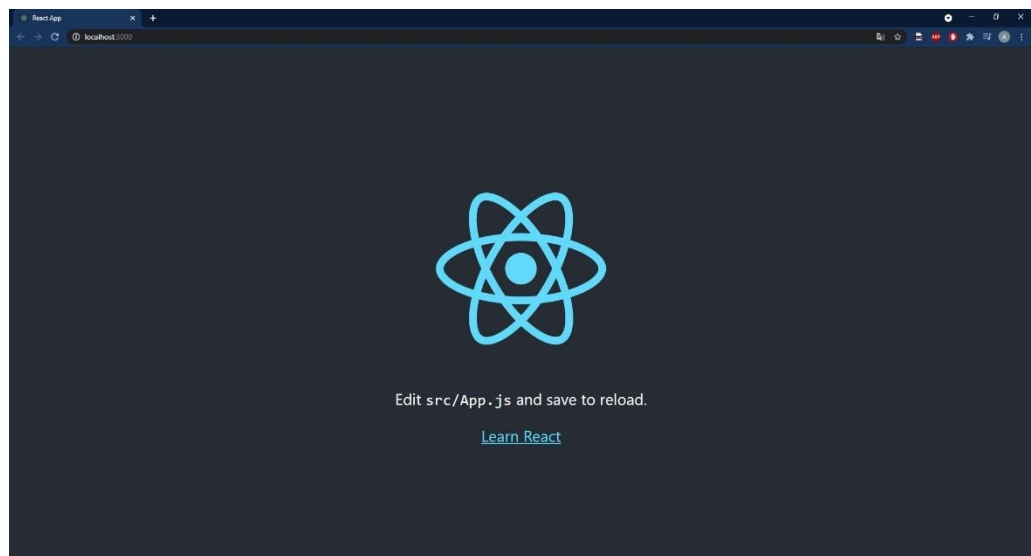 React App
localhost:3000
Edit src/App.js and save to reload.
Learn React